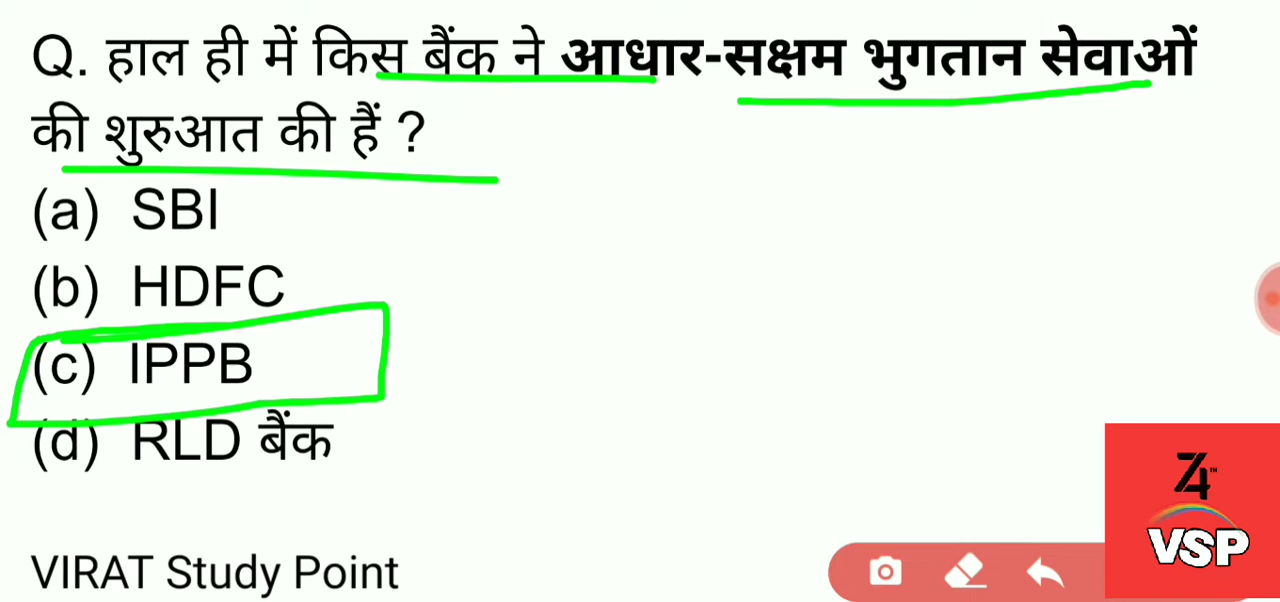 Q. हाल ही में किस बैंक ने आधार-सक्षम भुगतान सेवाओं
की शुरुआत की हैं ?
(a) SBI
(b) HDFC
(c) IPPB
(d) RLD बैंक
VIRAT Study Point
VSP